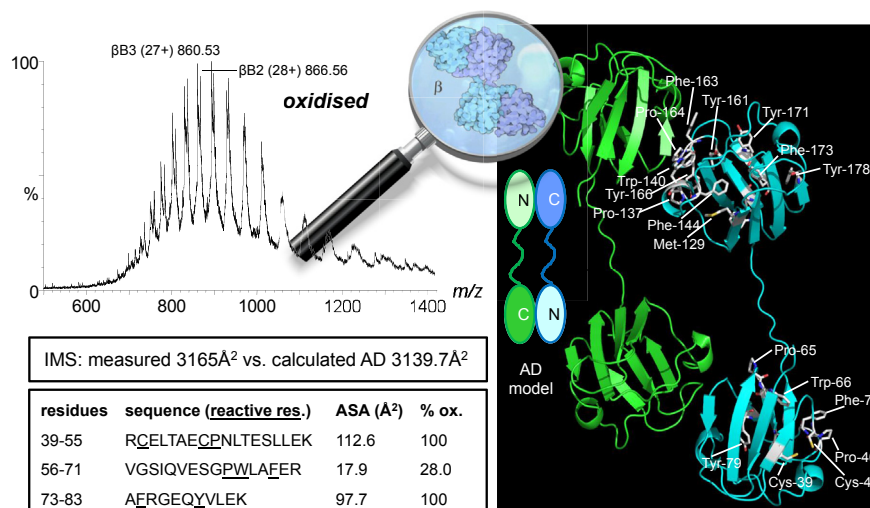 βB3 (27+) 860.53
βB2 (28+) 866.56
oxidised
100
%
0
600
800
1000
1200
1400
m/z
β
IMS: measured 3165Å² vs. calculated AD 3139.7Å²
residues sequence (reactive res.) ASA (Å²) % ox.
39-55 RCELTAECPNLTESLLEK 112.6 100
56-71 VGSIQVESGPWLAFER 17.9 28.0
73-83 AFRGEQYVLEK 97.7 100
N C
C N
AD
model
Phe-163
Tyr-161
Tyr-171
Pro-164
Phe-173
Trp-140
Tyr-178
Tyr-166
Pro-137
Phe-144
Met-129
Pro-65
Trp-66
Phe-7
Tyr-79
Pro-46
Cys-39
Cys-4